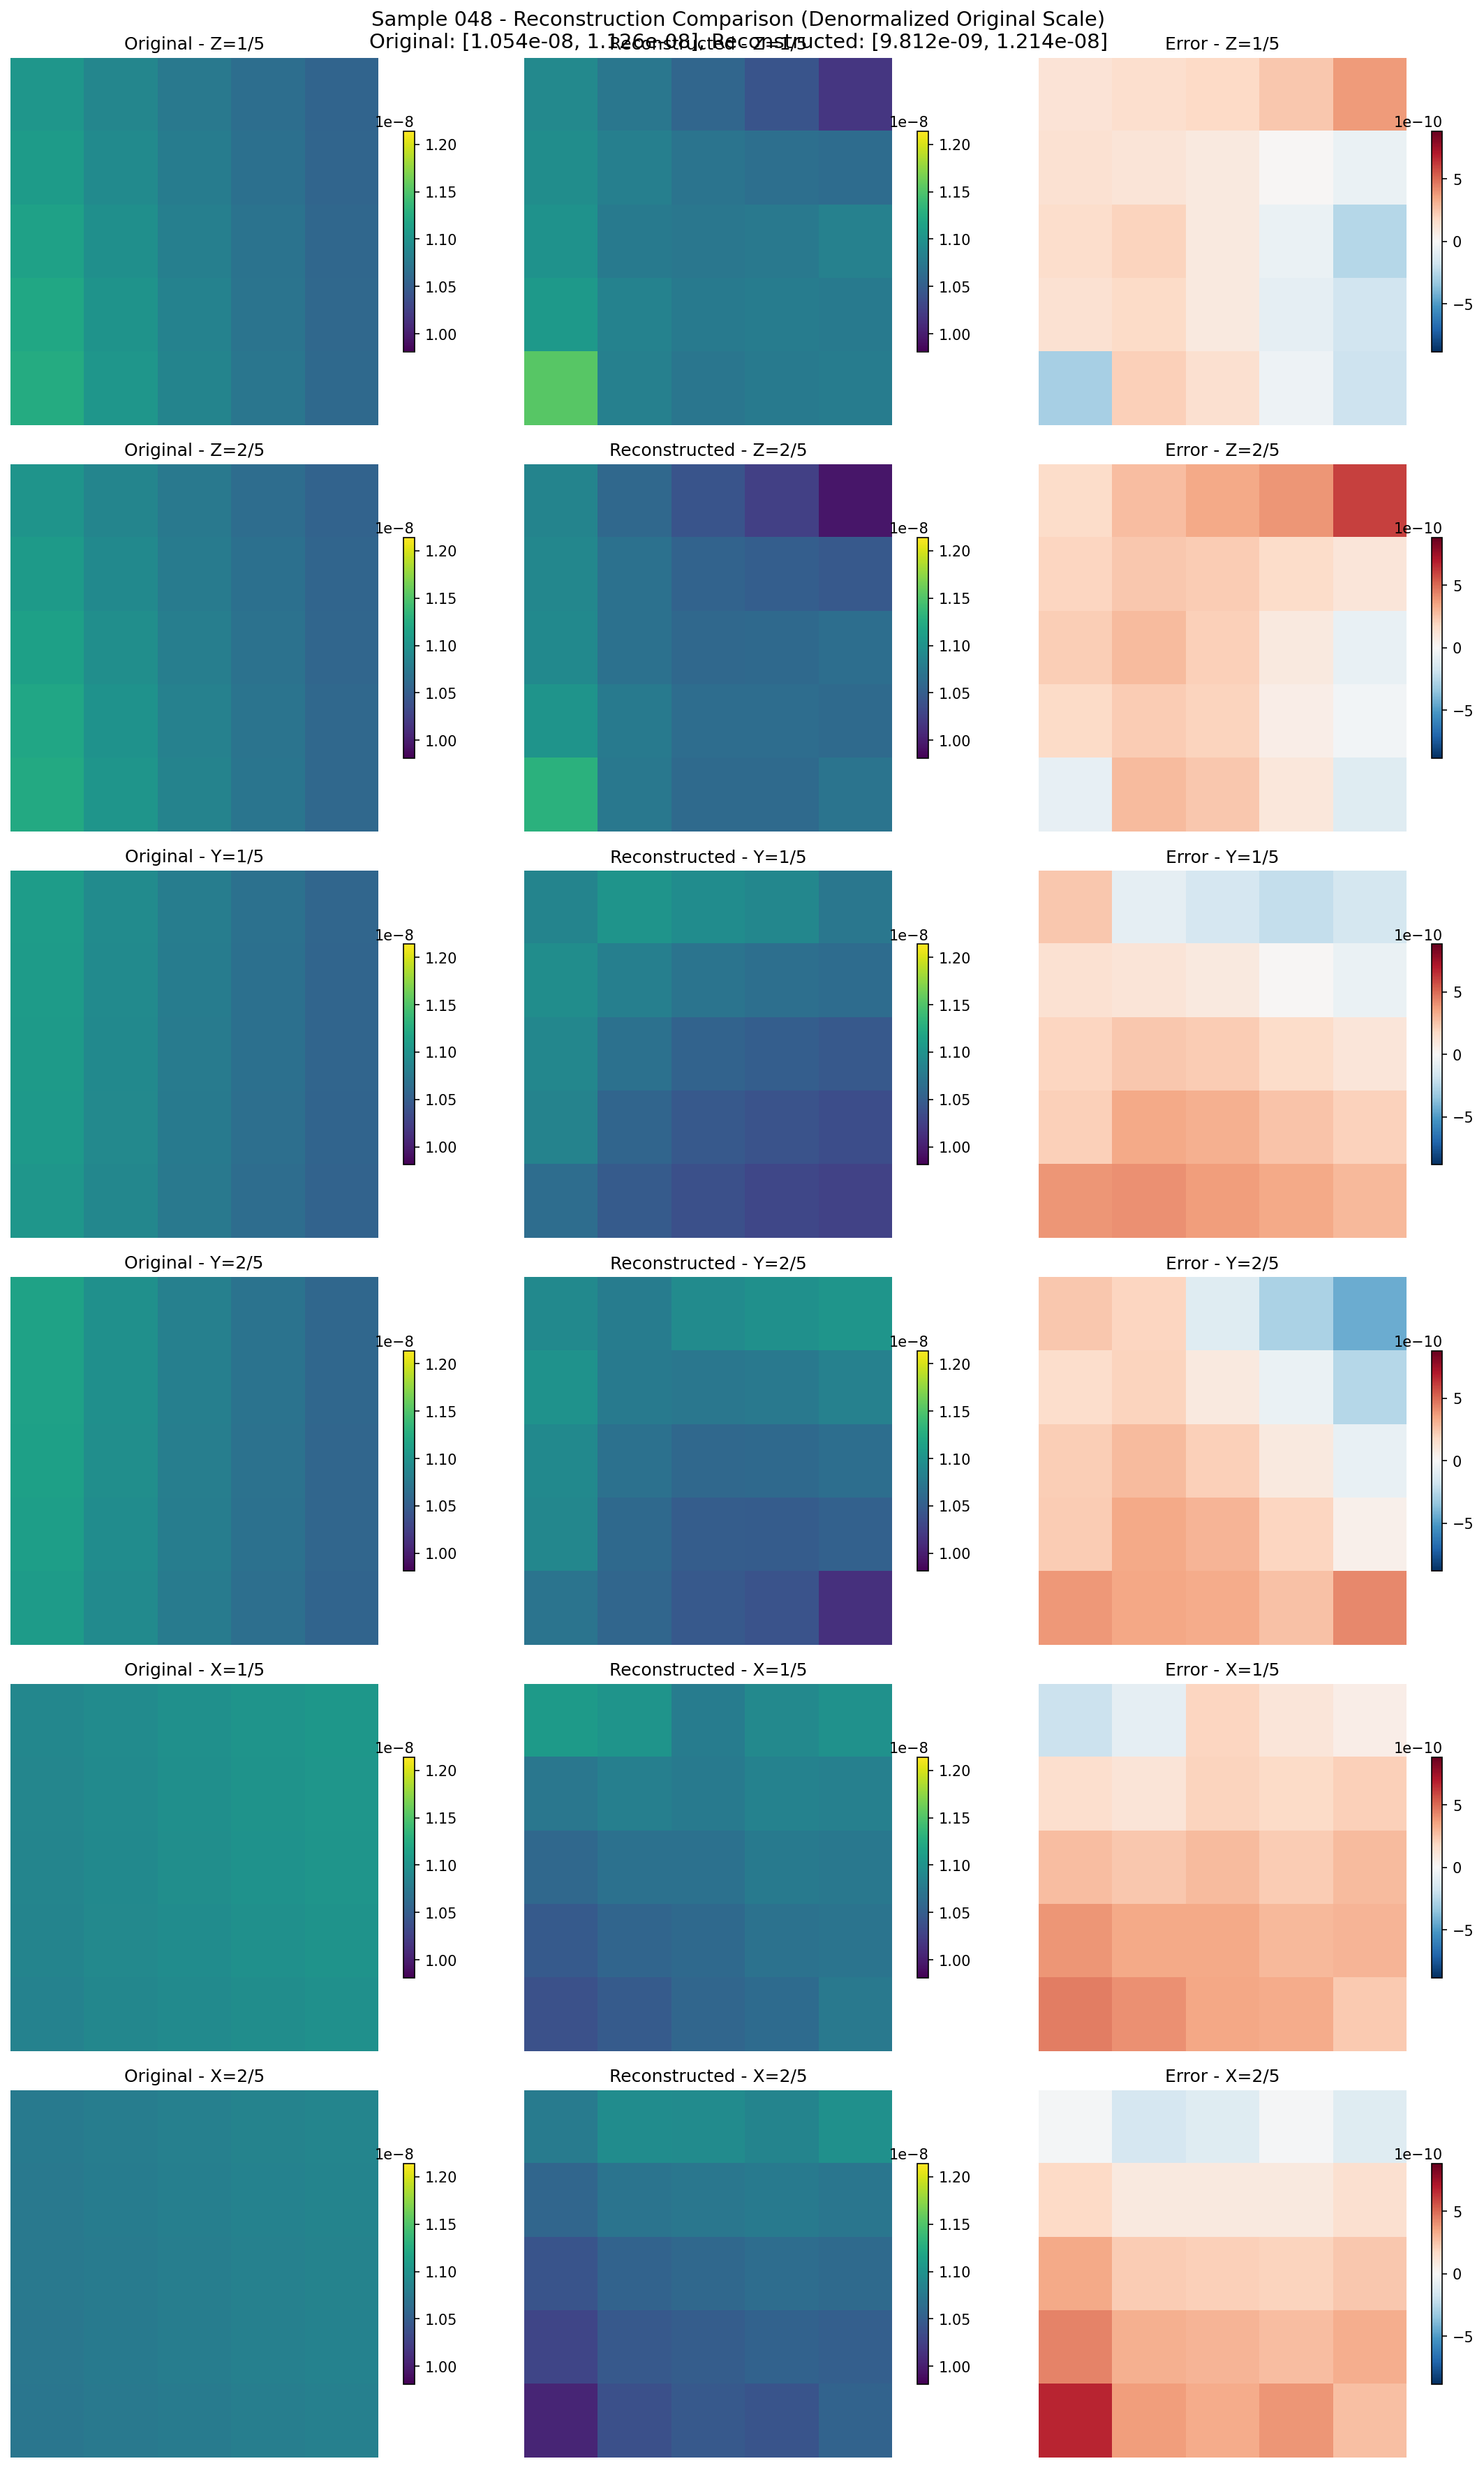 Sample 048 - Reconstruction Comparison (Denormalized Original Scale)
Original: [1.054e-08, 1.126e-08], Reconstructed: [9.812e-09, 1.214e-08]
Original - Z=1/5
Reconstructed - Z=1/5
Error - Z=1/5
1e−8
1.20
1.15
1.10
1.05
1.00
1e−8
1.20
1.15
1.10
1.05
1.00
1e−10
5
0
−5
Original - Z=2/5
Reconstructed - Z=2/5
Error - Z=2/5
1e−8
1.20
1.15
1.10
1.05
1.00
1e−8
1.20
1.15
1.10
1.05
1.00
1e−10
5
0
−5
Original - Y=1/5
Reconstructed - Y=1/5
Error - Y=1/5
1e−8
1.20
1.15
1.10
1.05
1.00
1e−8
1.20
1.15
1.10
1.05
1.00
1e−10
5
0
−5
Original - Y=2/5
Reconstructed - Y=2/5
Error - Y=2/5
1e−8
1.20
1.15
1.10
1.05
1.00
1e−8
1.20
1.15
1.10
1.05
1.00
1e−10
5
0
−5
Original - X=1/5
Reconstructed - X=1/5
Error - X=1/5
1e−8
1.20
1.15
1.10
1.05
1.00
1e−8
1.20
1.15
1.10
1.05
1.00
1e−10
5
0
−5
Original - X=2/5
Reconstructed - X=2/5
Error - X=2/5
1e−8
1.20
1.15
1.10
1.05
1.00
1e−8
1.20
1.15
1.10
1.05
1.00
1e−10
5
0
−5